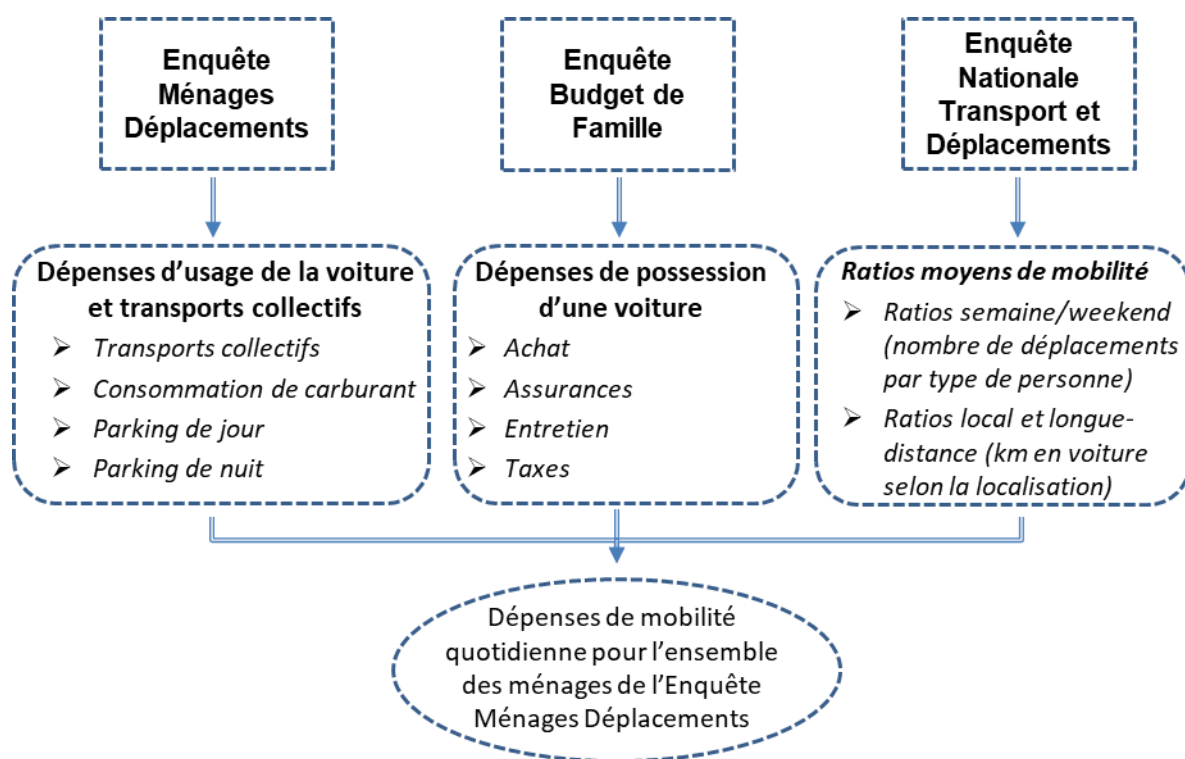 Enquête
Ménages
Déplacements
Enquête
Budget de
Famille
Enquête
Nationale
Transport et
Déplacements
Dépenses d’usage de la voiture
et transports collectifs
➢ Transports collectifs
➢ Consommation de carburant
➢ Parking de jour
➢ Parking de nuit
Dépenses de possession
d’une voiture
➢ Achat
➢ Assurances
➢ Entretien
➢ Taxes
Ratios moyens de mobilité
➢ Ratios semaine/weekend
(nombre de déplacements
par type de personne)
➢ Ratios local et longue-
distance (km en voiture
selon la localisation)
Dépenses de mobilité
quotidienne pour l’ensemble
des ménages de l’Enquête
Ménages Déplacements